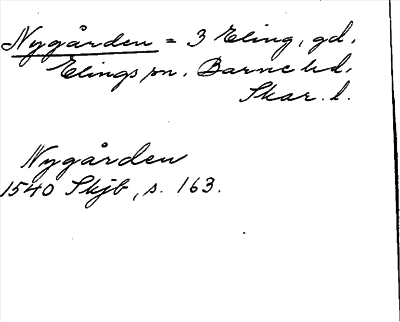 Nygården = 3 Eling, gd,
Elings sn, Barne hd,
Skar. l.
Nygården
1540 Skjb, s. 163.